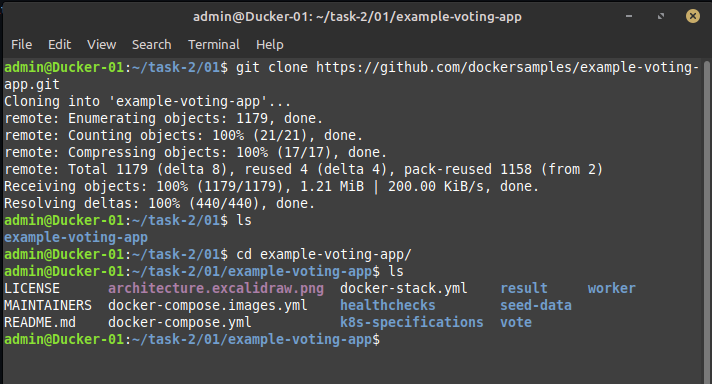 admin@Ducker-01: ~/task-2/01/example-voting-app
File Edit View Search Terminal Help
admin@Ducker-01:~/task-2/01$ git clone https://github.com/dockersamples/example-voting-
app.git
Cloning into 'example-voting-app'...
remote: Enumerating objects: 1179, done.
remote: Counting objects: 100% (21/21), done.
remote: Compressing objects: 100% (17/17), done.
remote: Total 1179 (delta 8), reused 4 (delta 4), pack-reused 1158 (from 2)
Receiving objects: 100% (1179/1179), 1.21 MiB | 200.00 KiB/s, done.
Resolving deltas: 100% (440/440), done.
admin@Ducker-01:~/task-2/01$ ls
example-voting-app
admin@Ducker-01:~/task-2/01$ cd example-voting-app/
admin@Ducker-01:~/task-2/01/example-voting-app$ ls
LICENSE architecture.excalidraw.png docker-stack.yml result worker
MAINTAINERS docker-compose.images.yml healthchecks seed-data
README.md docker-compose.yml k8s-specifications vote
admin@Ducker-01:~/task-2/01/example-voting-app$